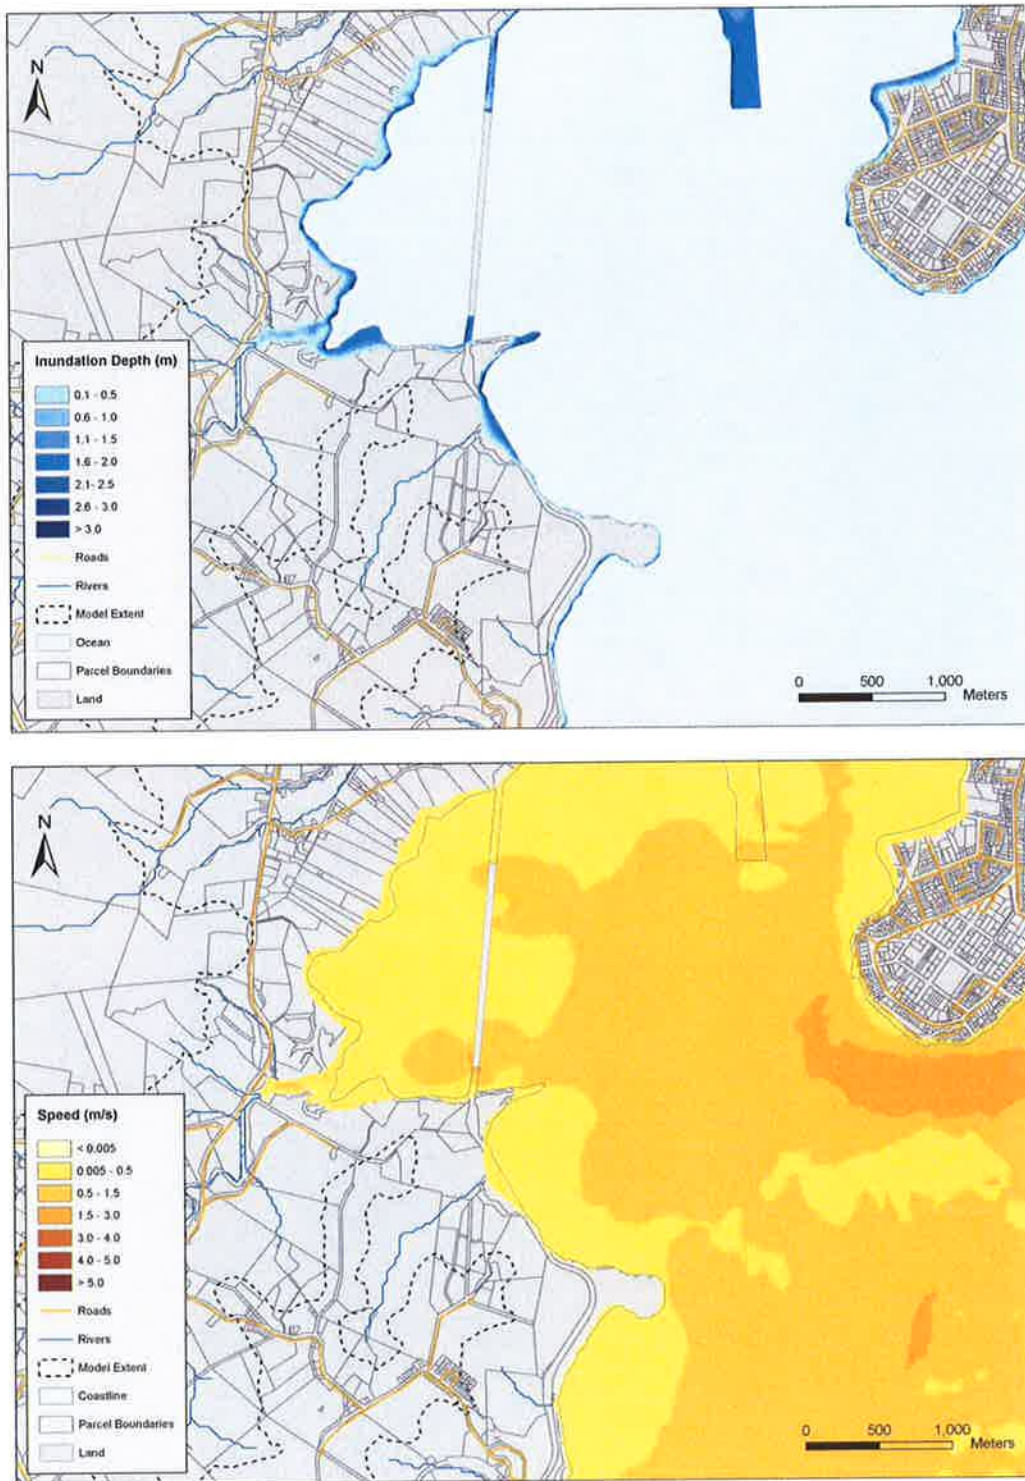 N
Inundation Depth (m)
0.1 - 0.5
0.6 - 1.0
1.1 - 1.5
1.6 - 2.0
2.1 - 2.5
2.6 - 3.0
> 3.0
Roads
Rivers
Model Extent
Ocean
Parcel Boundaries
Land
0 500 1,000
Meters
N
Speed (m/s)
< 0.005
0.005 - 0.5
0.5 - 1.5
1.5 - 3.0
3.0 - 4.0
4.0 - 5.0
> 5.0
Roads
Rivers
Model Extent
Coastline
Parcel Boundaries
Land
0 500 1,000
Meters